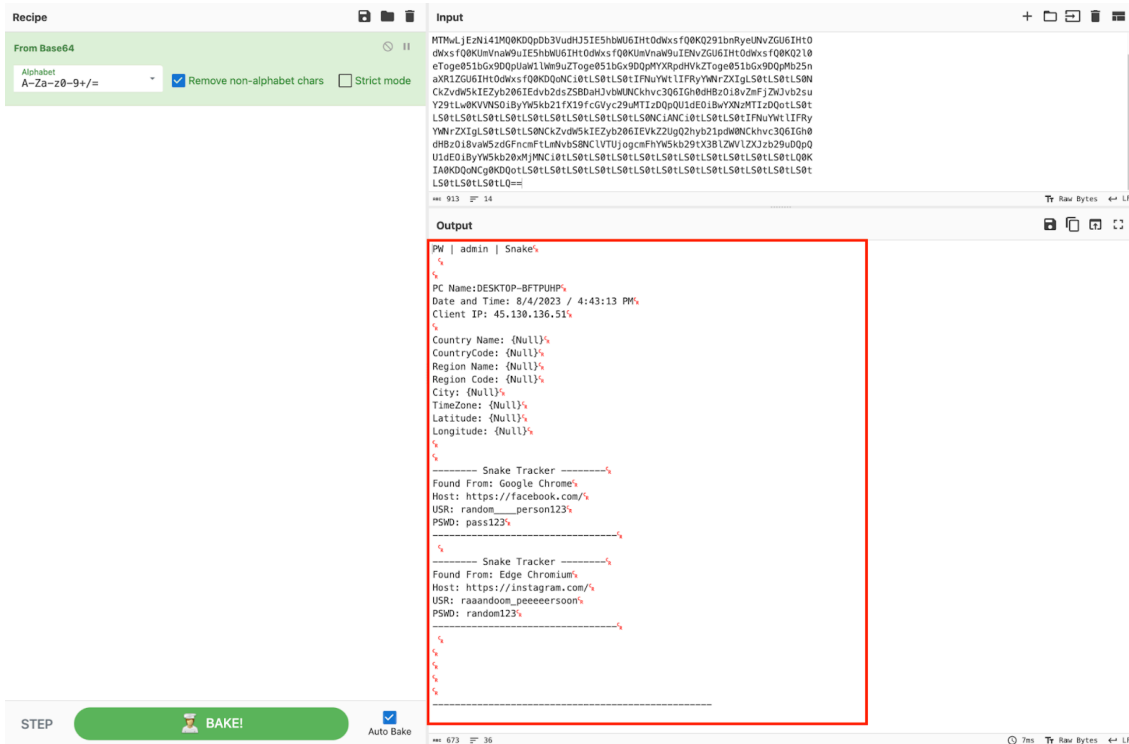 Recipe
From Base64
Alphabet
A-Za-z0-9+/=
Remove non-alphabet chars
Strict mode
STEP
BAKE!
Auto Bake
Input
MTMwLjEzNi41MQ0KDQpDb3VudHJ5IE5hbWU6IHtOdWxsfQ0KQ291bnRyeUNvZGU6IHtO
dWxsfQ0KUmVnaW9uIE5hbWU6IHtOdWxsfQ0KUmVnaW9uIENvZGU6IHtOdWxsfQ0KQ2l0
eToge051bGx9DQpUaW1lWm9uZToge051bGx9DQpMYXRpdHVkZToge051bGx9DQpMb25n
aXR1ZGU6IHtOdWxsfQ0KDQoNCi0tLS0tLS0tIFNuYWtlIFRyYWNrZXIgLS0tLS0tLS0N
CkZvdW5kIEZyb206IEdvb2dsZSBDaHJvbWUNCkhvc3Q6IGh0dHBzOi8vZmFjZWJvb2su
Y29tLw0KVVNSOiByYW5kb21fX19fcGVyc29uMTIzDQpQU1dEOiBwYXNzMTIzDQotLS0t
LS0tLS0tLS0tLS0tLS0tLS0tLS0tLS0tLS0tLS0tLS0NCiANCi0tLS0tLS0tIFNuYWtlIFRy
YWNrZXIgLS0tLS0tLS0NCkZvdW5kIEZyb206IEVkZ2UgQ2hyb21pdW0NCkhvc3Q6IGh0
dHBzOi8vaW5zdGFncmFtLmNvbS8NClVTUjogcmFhYW5kb29tX3BlZWVlZXJzb29uDQpQ
U1dEOiByYW5kb20xMjMNCi0tLS0tLS0tLS0tLS0tLS0tLS0tLS0tLS0tLS0tLS0tLS0tLQ0K
IA0KDQoNCg0KDQotLS0tLS0tLS0tLS0tLS0tLS0tLS0tLS0tLS0tLS0tLS0tLS0tLS0tLS0t
LS0tLS0tLS0tLQ==
913 14
Raw Bytes
Output
PW | admin | Snake
PC Name:DESKTOP-BFTPUHP
Date and Time: 8/4/2023 / 4:43:13 PM
Client IP: 45.130.136.51
Country Name: {Null}
CountryCode: {Null}
Region Name: {Null}
Region Code: {Null}
City: {Null}
TimeZone: {Null}
Latitude: {Null}
Longitude: {Null}
-------- Snake Tracker --------
Found From: Google Chrome
Host: https://facebook.com/
USR: random____person123
PSWD: pass123
---------------------------------
-------- Snake Tracker --------
Found From: Edge Chromium
Host: https://instagram.com/
USR: raaandoom_peeeeersoon
PSWD: random123
---------------------------------
--------------------------------------------------
673 36
7ms Raw Bytes